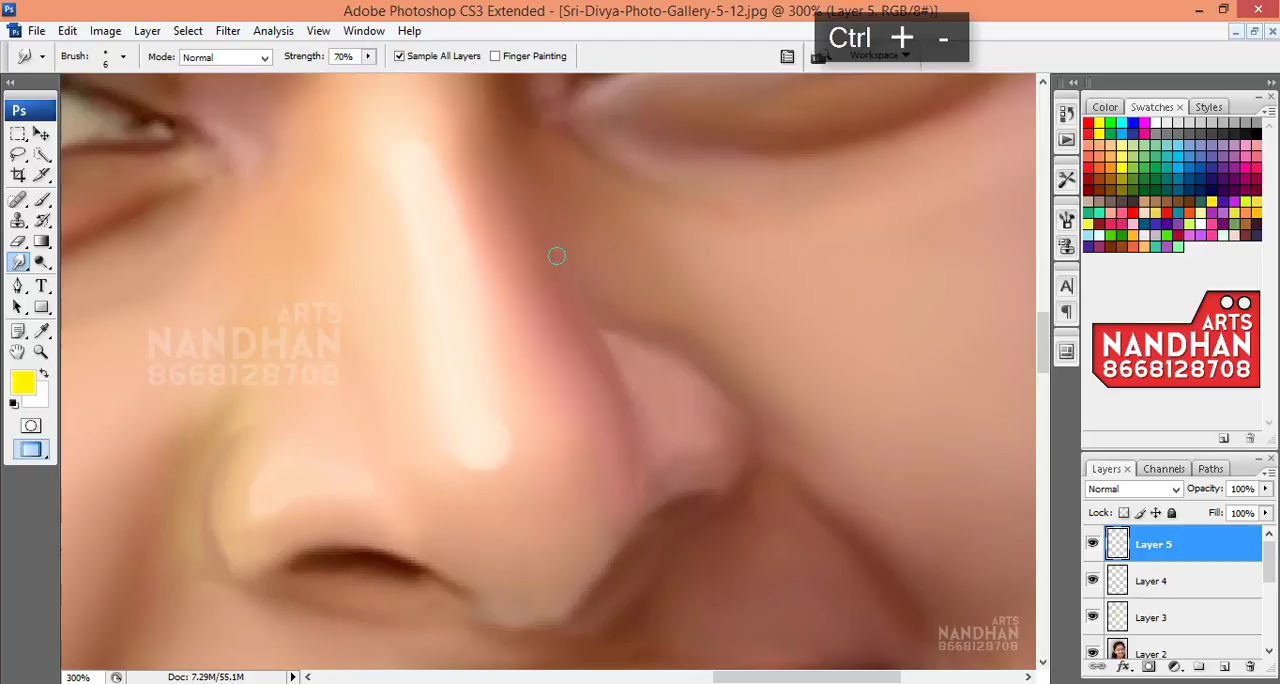 Adobe Photoshop CS3 Extended - [Sri-Divya-Photo-Gallery-5-12.jpg @ 300% (Layer 5, RGB/8#)]
Ctrl + -
File Edit Image Layer Select Filter Analysis View Window Help
Brush: 6 Mode: Normal Strength: 70% Sample All Layers Finger Painting Workspace
Ps
Color Swatches Styles
ARTS
NANDHAN
8668128708
ARTS
NANDHAN
8668128708
Layers Channels Paths
Normal Opacity: 100%
Lock: Fill: 100%
Layer 5
Layer 4
Layer 3
Layer 2
ARTS
NANDHAN
8668128708
300% Doc: 7.29M/55.1M